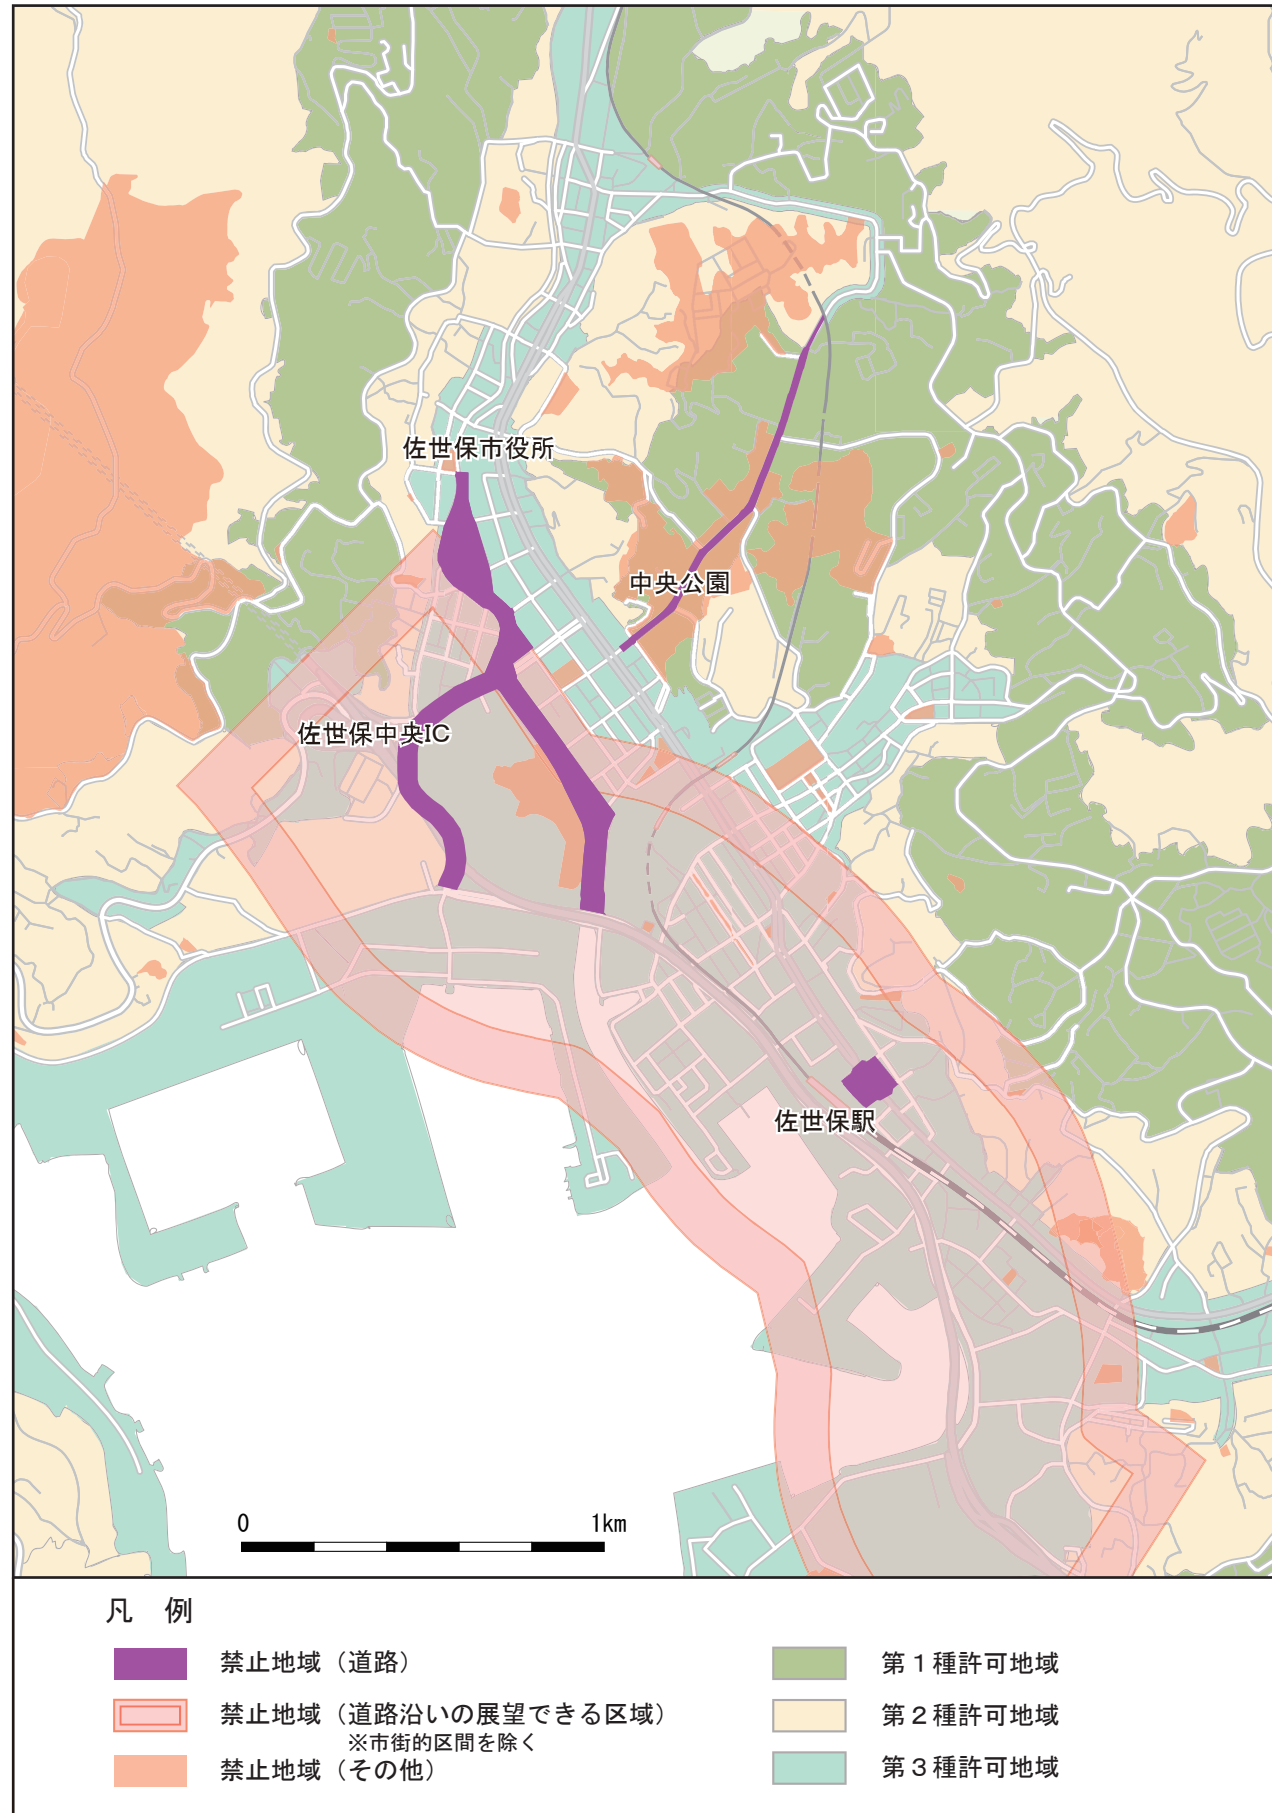 佐世保市役所
中央公園
佐世保中央IC
佐世保駅
0 1km
凡 例
禁止地域（道路）
禁止地域（道路沿いの展望できる区域）
※市街的区間を除く
禁止地域（その他）
第１種許可地域
第２種許可地域
第３種許可地域